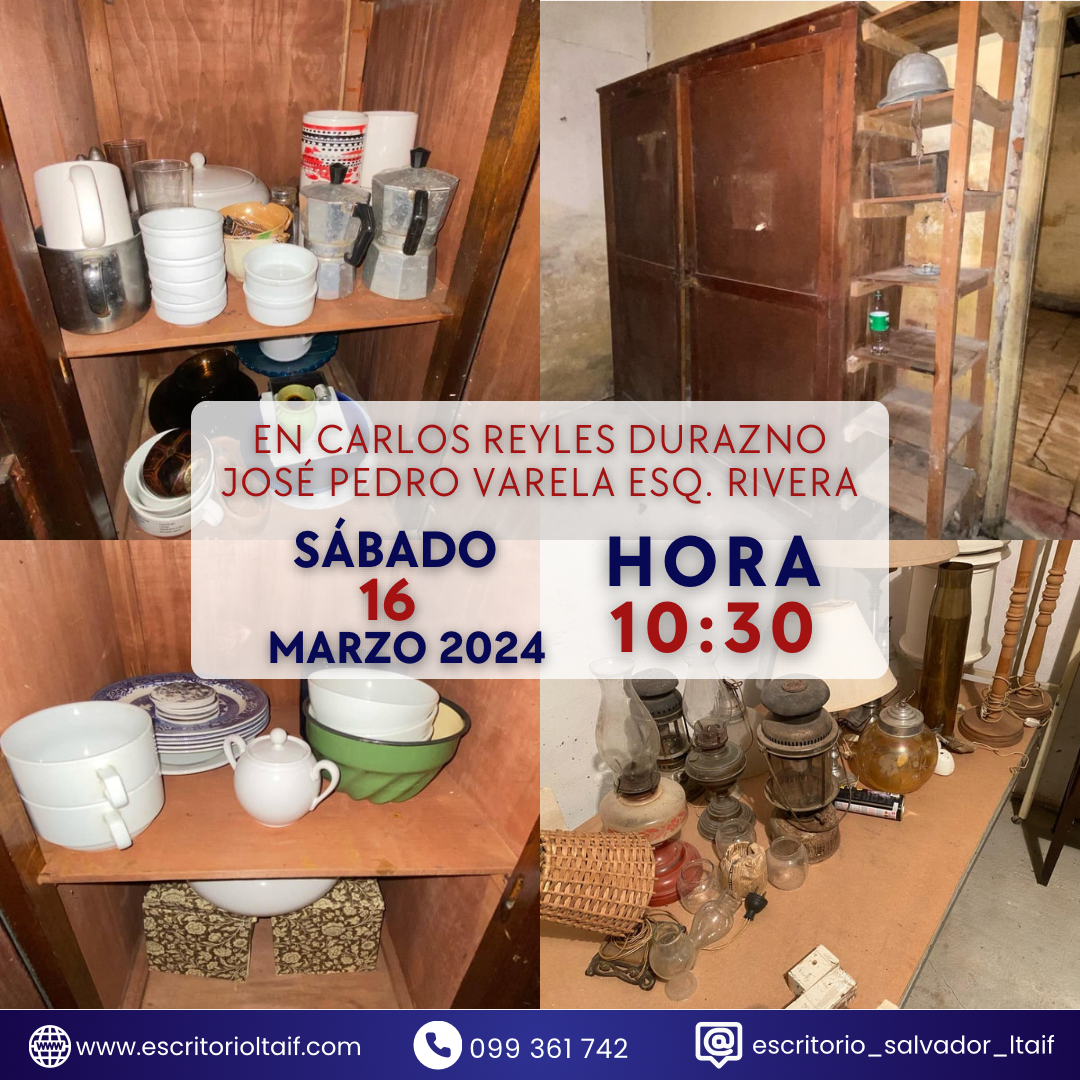 EN CARLOS REYLES DURAZNO
JOSÉ PEDRO VARELA ESQ. RIVERA
SÁBADO
16
MARZO 2024
HORA
10:30
www.escritorioltaif.com
099 361 742
escritorio_salvador_ltaif